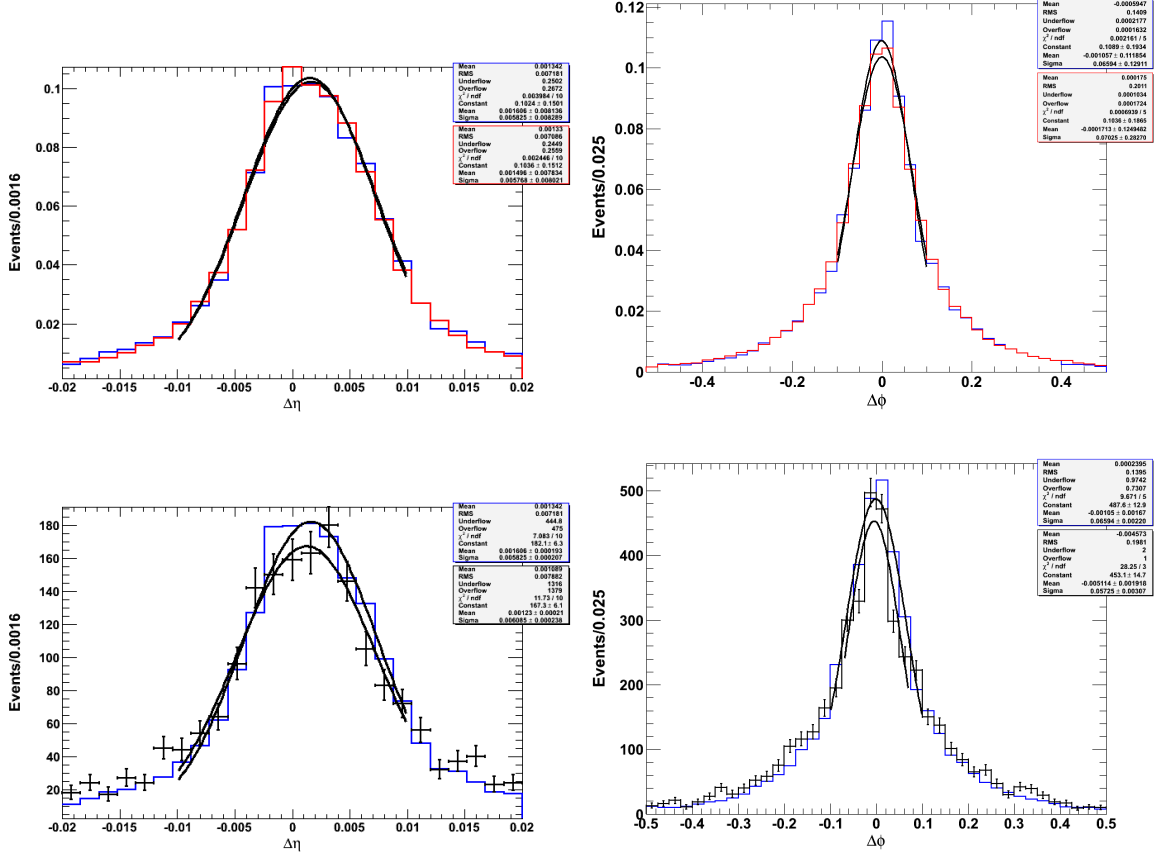 Mean 0.001342
RMS 0.007181
Underflow 0.2502
Overflow 0.2672
χ² / ndf 0.003984 / 10
Constant 0.1024 ± 0.1501
Mean 0.001606 ± 0.008136
Sigma 0.005825 ± 0.008289
Mean 0.00133
RMS 0.007086
Underflow 0.2449
Overflow 0.2559
χ² / ndf 0.002446 / 10
Constant 0.1036 ± 0.1512
Mean 0.001496 ± 0.007834
Sigma 0.005768 ± 0.008021
Events/0.0016
0.1
0.08
0.06
0.04
0.02
-0.02 -0.015 -0.01 -0.005 0 0.005 0.01 0.015 0.02
Δη
Mean -0.0005947
RMS 0.1409
Underflow 0.0002177
Overflow 0.0001632
χ² / ndf 0.002161 / 5
Constant 0.1089 ± 0.1934
Mean -0.001057 ± 0.111854
Sigma 0.06594 ± 0.12911
Mean 0.000175
RMS 0.2011
Underflow 0.0001034
Overflow 0.0001724
χ² / ndf 0.0006939 / 5
Constant 0.1036 ± 0.1865
Mean -0.0001713 ± 0.1249462
Sigma 0.07025 ± 0.28270
Events/0.025
0.12
0.1
0.08
0.06
0.04
0.02
0
-0.4 -0.2 0 0.2 0.4
Δϕ
Mean 0.001342
RMS 0.007181
Underflow 444.8
Overflow 475
χ² / ndf 7.083 / 10
Constant 182.1 ± 6.3
Mean 0.001606 ± 0.000193
Sigma 0.005825 ± 0.000207
Mean 0.001089
RMS 0.007882
Underflow 1316
Overflow 1379
χ² / ndf 11.73 / 10
Constant 167.3 ± 6.1
Mean 0.00123 ± 0.00021
Sigma 0.006085 ± 0.000238
Events/0.0016
180
160
140
120
100
80
60
40
20
-0.02 -0.015 -0.01 -0.005 0 0.005 0.01 0.015 0.02
Δη
Mean 0.0002395
RMS 0.1395
Underflow 0.9742
Overflow 0.7307
χ² / ndf 9.671 / 5
Constant 487.6 ± 12.9
Mean -0.00105 ± 0.00167
Sigma 0.06594 ± 0.00220
Mean -0.004573
RMS 0.1981
Underflow 2
Overflow 1
χ² / ndf 28.25 / 3
Constant 453.1 ± 14.7
Mean -0.005114 ± 0.001918
Sigma 0.05725 ± 0.00307
Events/0.025
500
400
300
200
100
0
-0.5 -0.4 -0.3 -0.2 -0.1 0 0.1 0.2 0.3 0.4 0.5
Δϕ